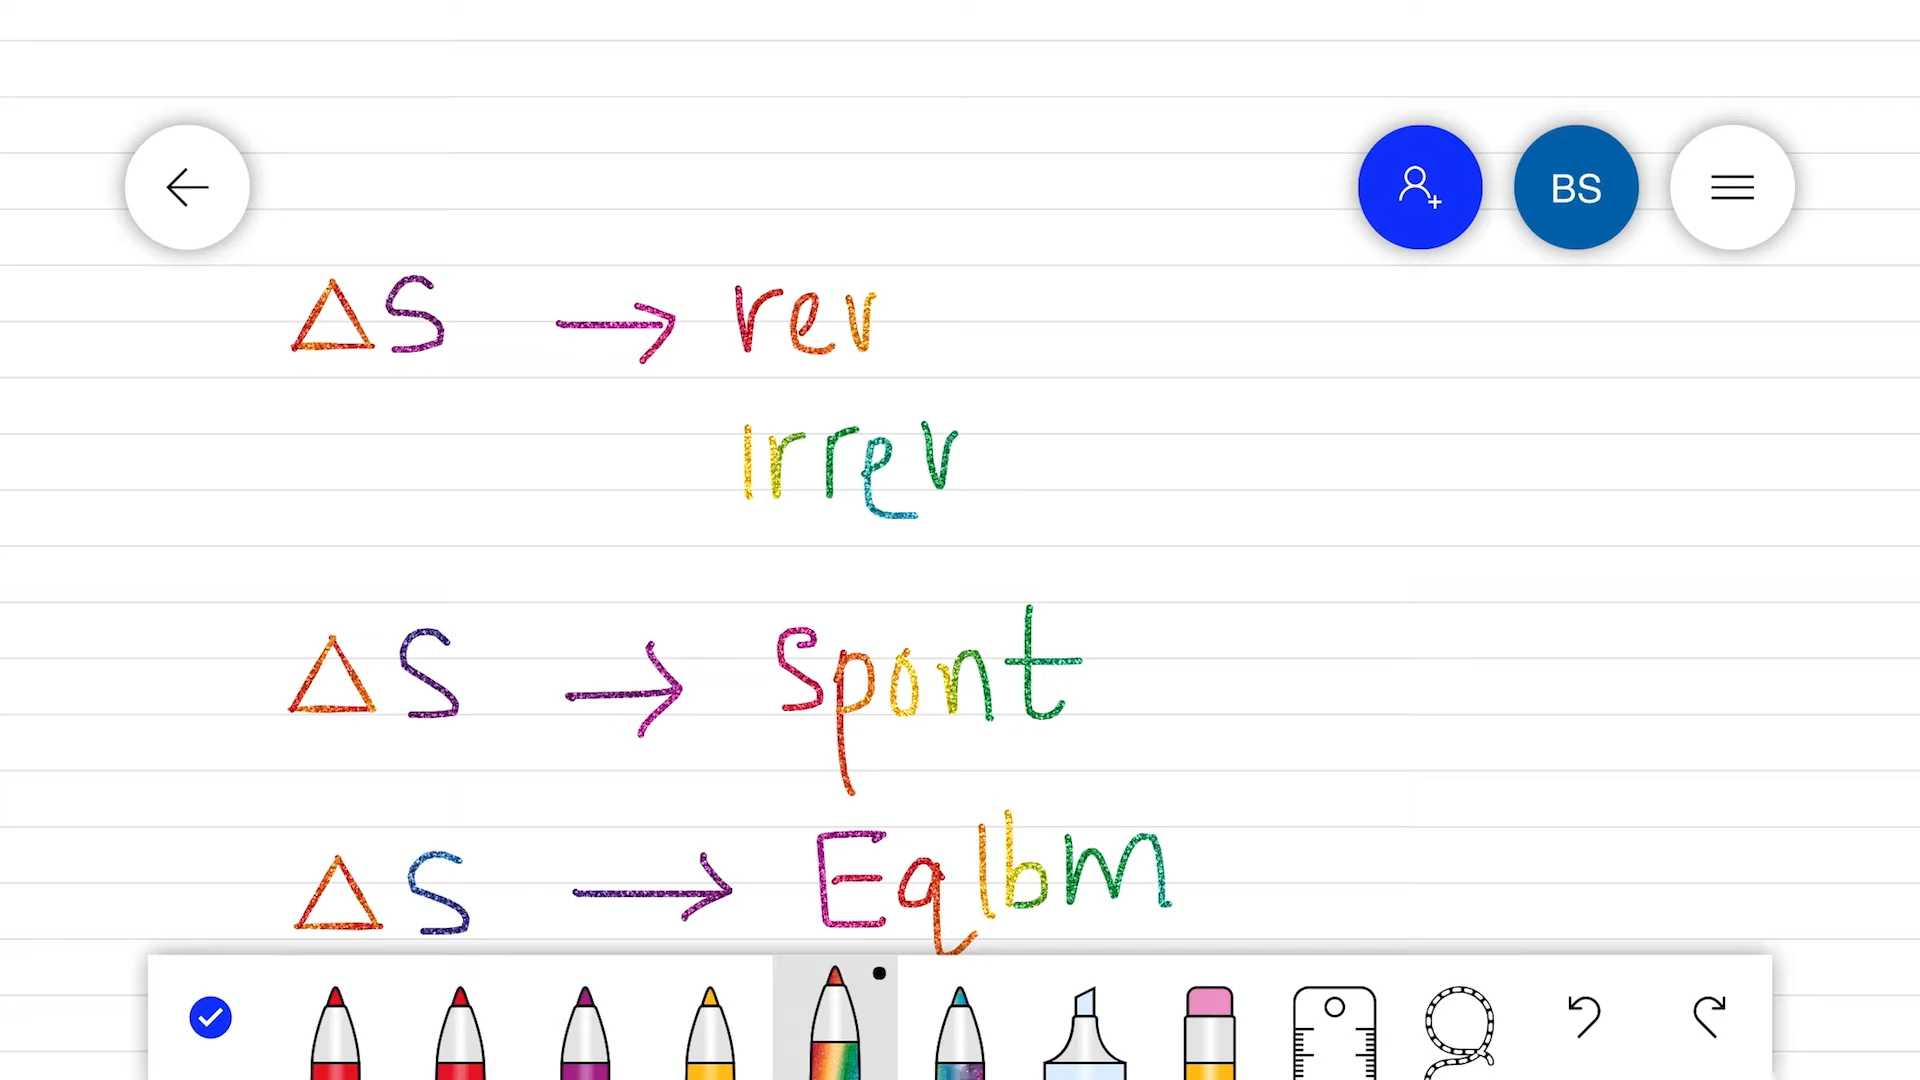 BS
ΔS → rev
Irrev
ΔS → Spont
ΔS → Eqlbm